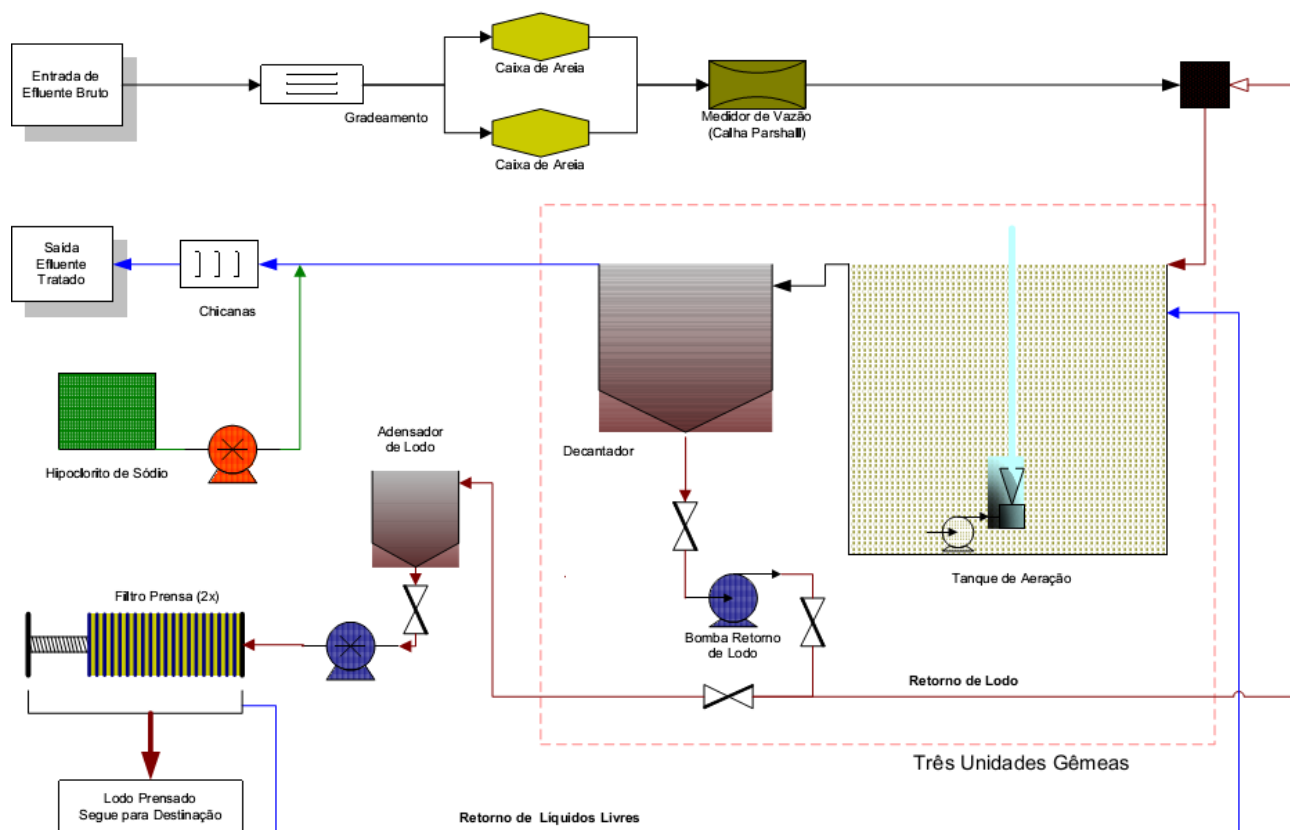 Entrada de
Efluente Bruto
Gradeamento
Caixa de Areia
Caixa de Areia
Medidor de Vazão
(Calha Parshall)
Saída
Efluente
Tratado
Chicanas
Hipoclorito de Sódio
Adensador
de Lodo
Decantador
Tanque de Aeração
Filtro Prensa (2x)
Bomba Retorno
de Lodo
Retorno de Lodo
Três Unidades Gêmeas
Lodo Prensado
Segue para Destinação
Retorno de Líquidos Livres